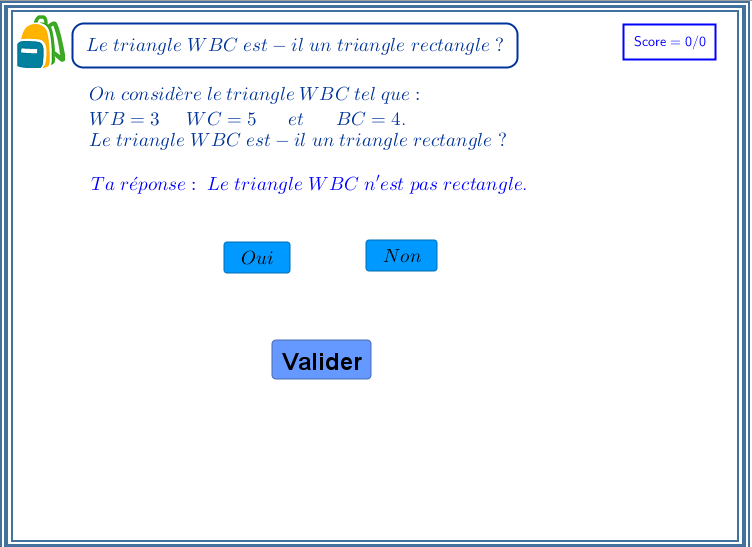 Le triangle WBC est − il un triangle rectangle ?
Score = 0/0
On considère le triangle WBC tel que :
WB = 3 WC = 5 et BC = 4.
Le triangle WBC est − il un triangle rectangle ?
Ta réponse : Le triangle WBC n'est pas rectangle.
Oui Non
Valider